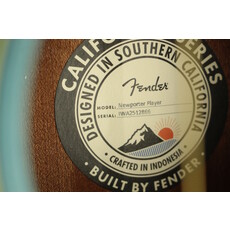 CALIFORNIA SERIES
DESIGNED IN SOUTHERN CALIFORNIA
Fender
MODEL: Newporter Player
SERIAL:
• CRAFTED IN INDONESIA •
• BUILT BY FENDER •